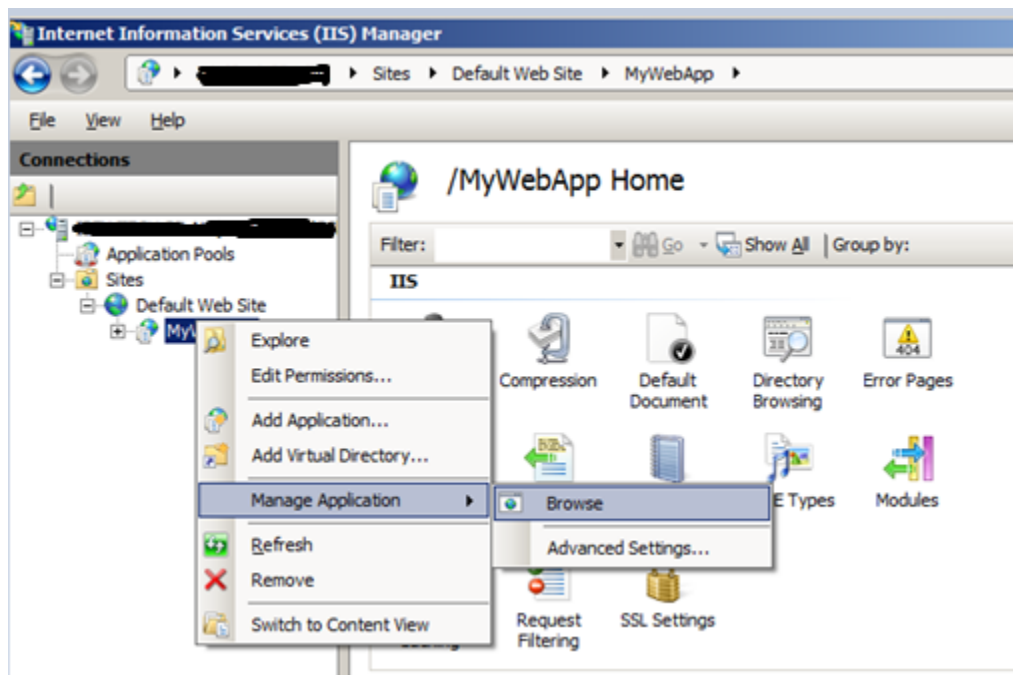 Internet Information Services (IIS) Manager
Sites Default Web Site MyWebApp
File View Help
Connections
/MyWebApp Home
Filter: Go Show All Group by:
Application Pools
Sites
Default Web Site
IIS
Explore
Edit Permissions...
Add Application...
Add Virtual Directory...
Manage Application
Refresh
Remove
Switch to Content View
Browse
Advanced Settings...
Compression
Default
Document
Directory
Browsing
Error Pages
Types
Modules
Request
Filtering
SSL Settings